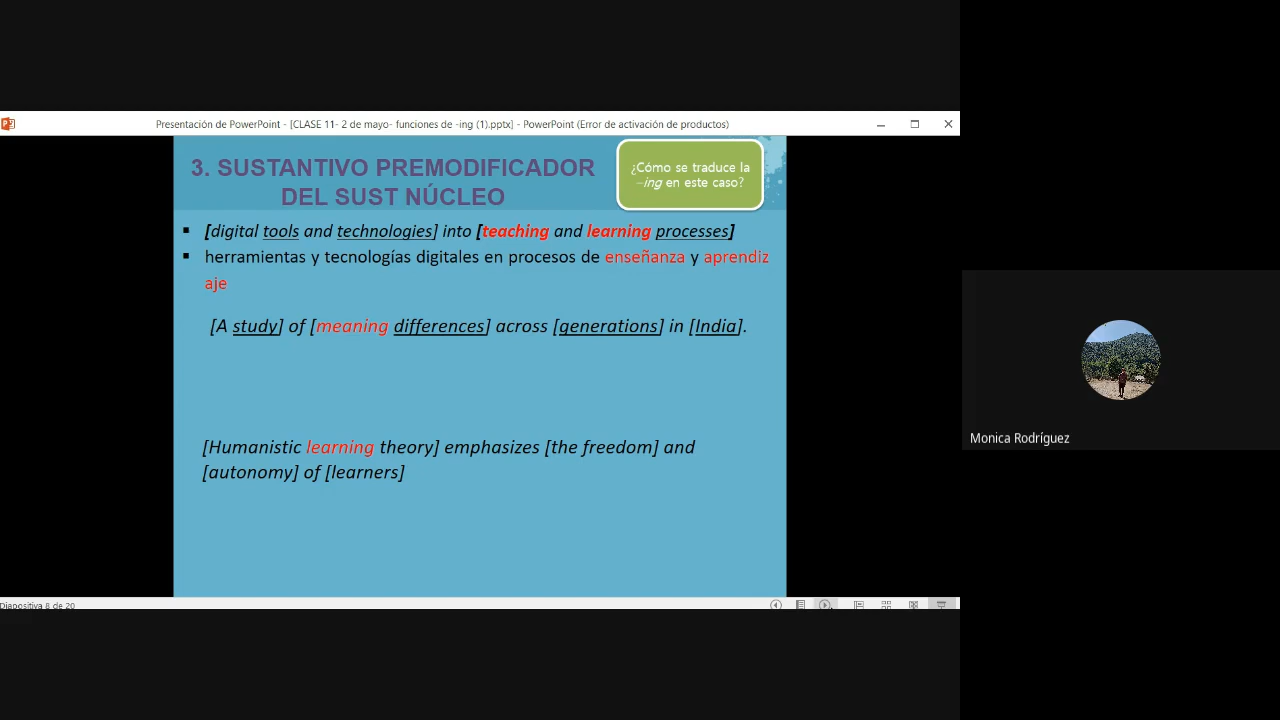 Presentación de PowerPoint - [CLASE 11- 2 de mayo- funciones de -ing (1).pptx] - PowerPoint (Error de activación de productos)
3. SUSTANTIVO PREMODIFICADOR
DEL SUST NÚCLEO
¿Cómo se traduce la
–ing en este caso?
[digital tools and technologies] into [teaching and learning processes]
herramientas y tecnologías digitales en procesos de enseñanza y aprendiz
aje
[A study] of [meaning differences] across [generations] in [India].
[Humanistic learning theory] emphasizes [the freedom] and
[autonomy] of [learners]
Monica Rodríguez
Diapositiva 8 de 20